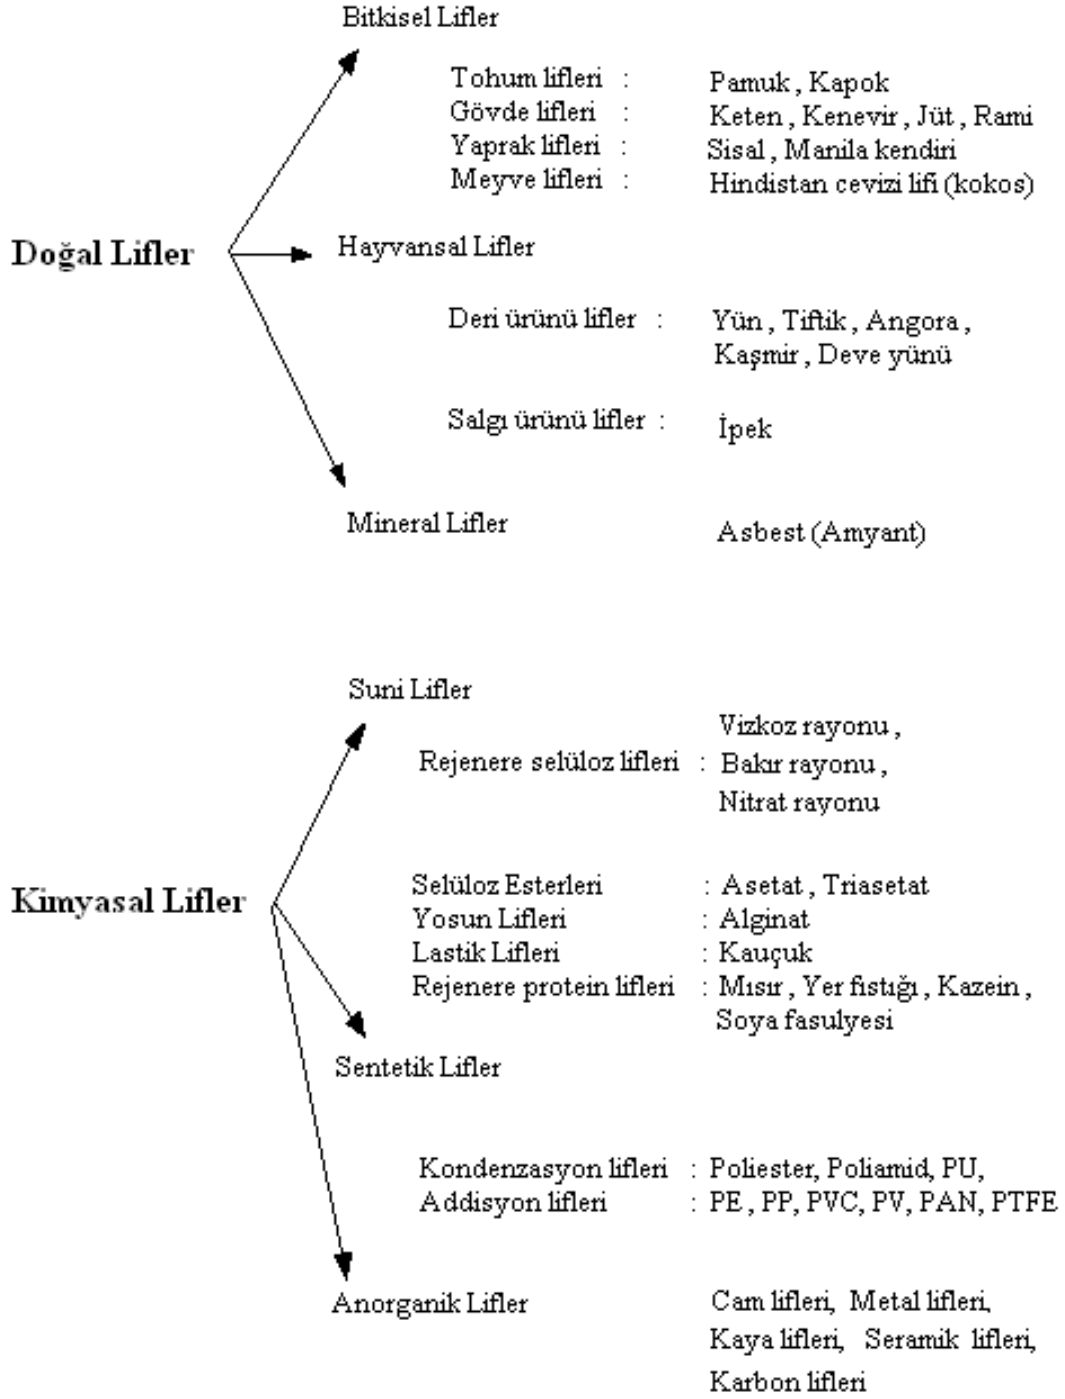 Bitkisel Lifler
Tohum lifleri : Pamuk , Kapok
Gövde lifleri : Keten , Kenevir , Jüt , Rami
Yaprak lifleri : Sisal , Manila kendiri
Meyve lifleri : Hindistan cevizi lifi (kokos)
Doğal Lifler
Hayvansal Lifler
Deri ürünü lifler : Yün , Tiftik , Angora ,
Kaşmir , Deve yünü
Salgı ürünü lifler : İpek
Mineral Lifler Asbest (Amyant)
Suni Lifler
Vizkoz rayonu ,
Rejenere selüloz lifleri : Bakır rayonu ,
Nitrat rayonu
Kimyasal Lifler
Selüloz Esterleri : Asetat , Triasetat
Yosun Lifleri : Alginat
Lastik Lifleri : Kauçuk
Rejenere protein lifleri : Mısır , Yer fıstığı , Kazein ,
Soya fasulyesi
Sentetik Lifler
Kondenzasyon lifleri : Poliester, Poliamid, PU,
Addisyon lifleri : PE , PP, PVC, PV, PAN, PTFE
Anorganik Lifler Cam lifleri, Metal lifleri,
Kaya lifleri, Seramik lifleri,
Karbon lifleri